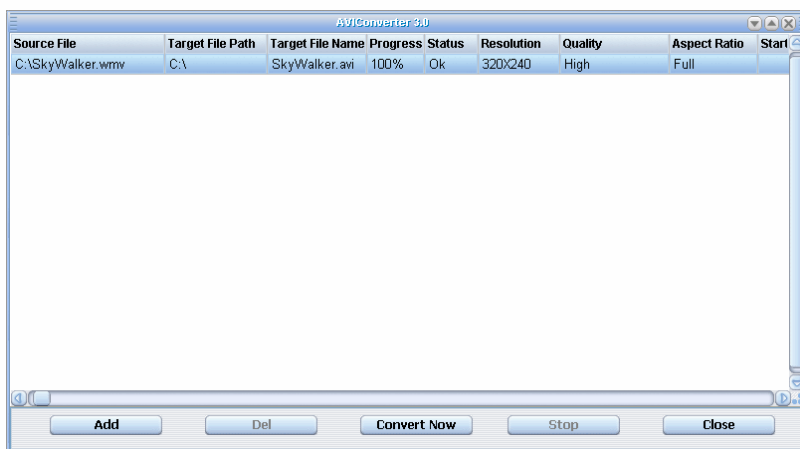 AVIConverter 3.0
Source File Target File Path Target File Name Progress Status Resolution Quality Aspect Ratio Start
C:\SkyWalker.wmv C:\ SkyWalker.avi 100% Ok 320X240 High Full
Add Del Convert Now Stop Close